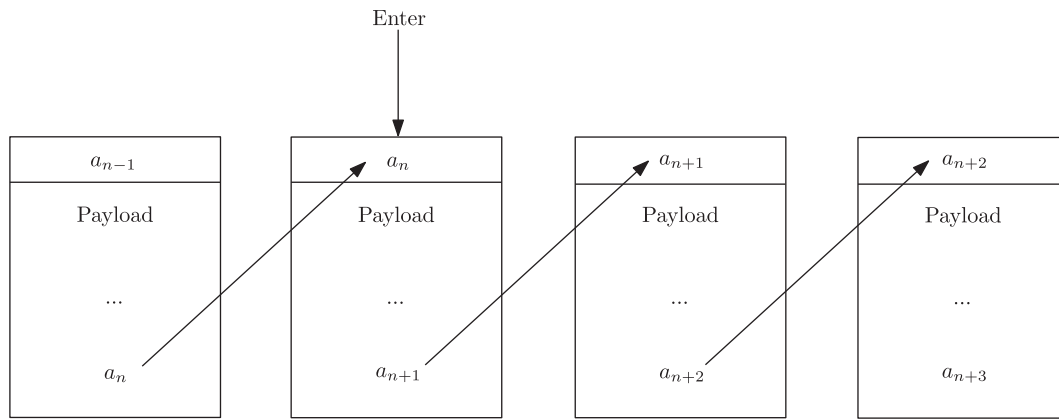 Enter
a_{n-1}
Payload
...
a_n
a_n
Payload
...
a_{n+1}
a_{n+1}
Payload
...
a_{n+2}
a_{n+2}
Payload
...
a_{n+3}